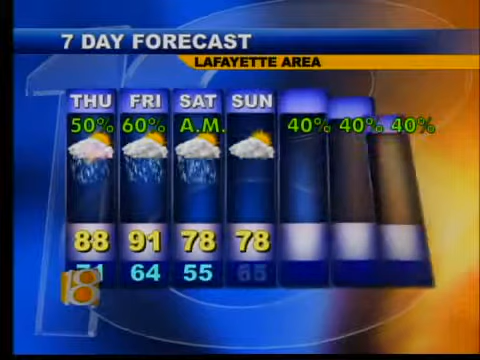 7 DAY FORECAST
LAFAYETTE AREA
THU FRI SAT SUN
50% 60% A.M. 40% 40% 40%
88 91 78 78
64 55 65